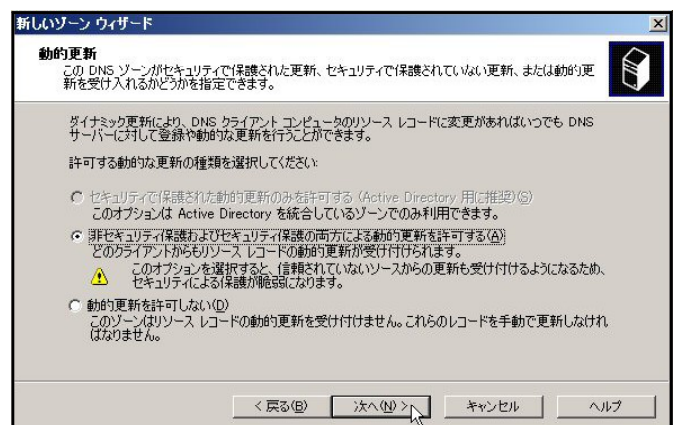 新しいゾーン ウィザード
動的更新
この DNS ゾーンがセキュリティで保護された更新、セキュリティで保護されていない更新、または動的更
新を受け入れるかどうかを指定できます。
ダイナミック更新により、DNS クライアント コンピュータのリソース レコードに変更があればいつでも DNS
サーバーに対して登録や動的な更新を行うことができます。
許可する動的な更新の種類を選択してください:
セキュリティで保護された動的更新のみを許可する (Active Directory 用に推奨)(S)
このオプションは Active Directory を統合しているゾーンでのみ利用できます。
非セキュリティ保護およびセキュリティ保護の両方による動的更新を許可する(A)
どのクライアントからもリソース レコードの動的更新が受け付けられます。
このオプションを選択すると、信頼されていないソースからの更新も受け付けるようになるため、
セキュリティによる保護が脆弱になります。
動的更新を許可しない(D)
このゾーンはリソース レコードの動的更新を受け付けません。これらのレコードを手動で更新しなけれ
ばなりません。
< 戻る(B) 次へ(N) > キャンセル ヘルプ